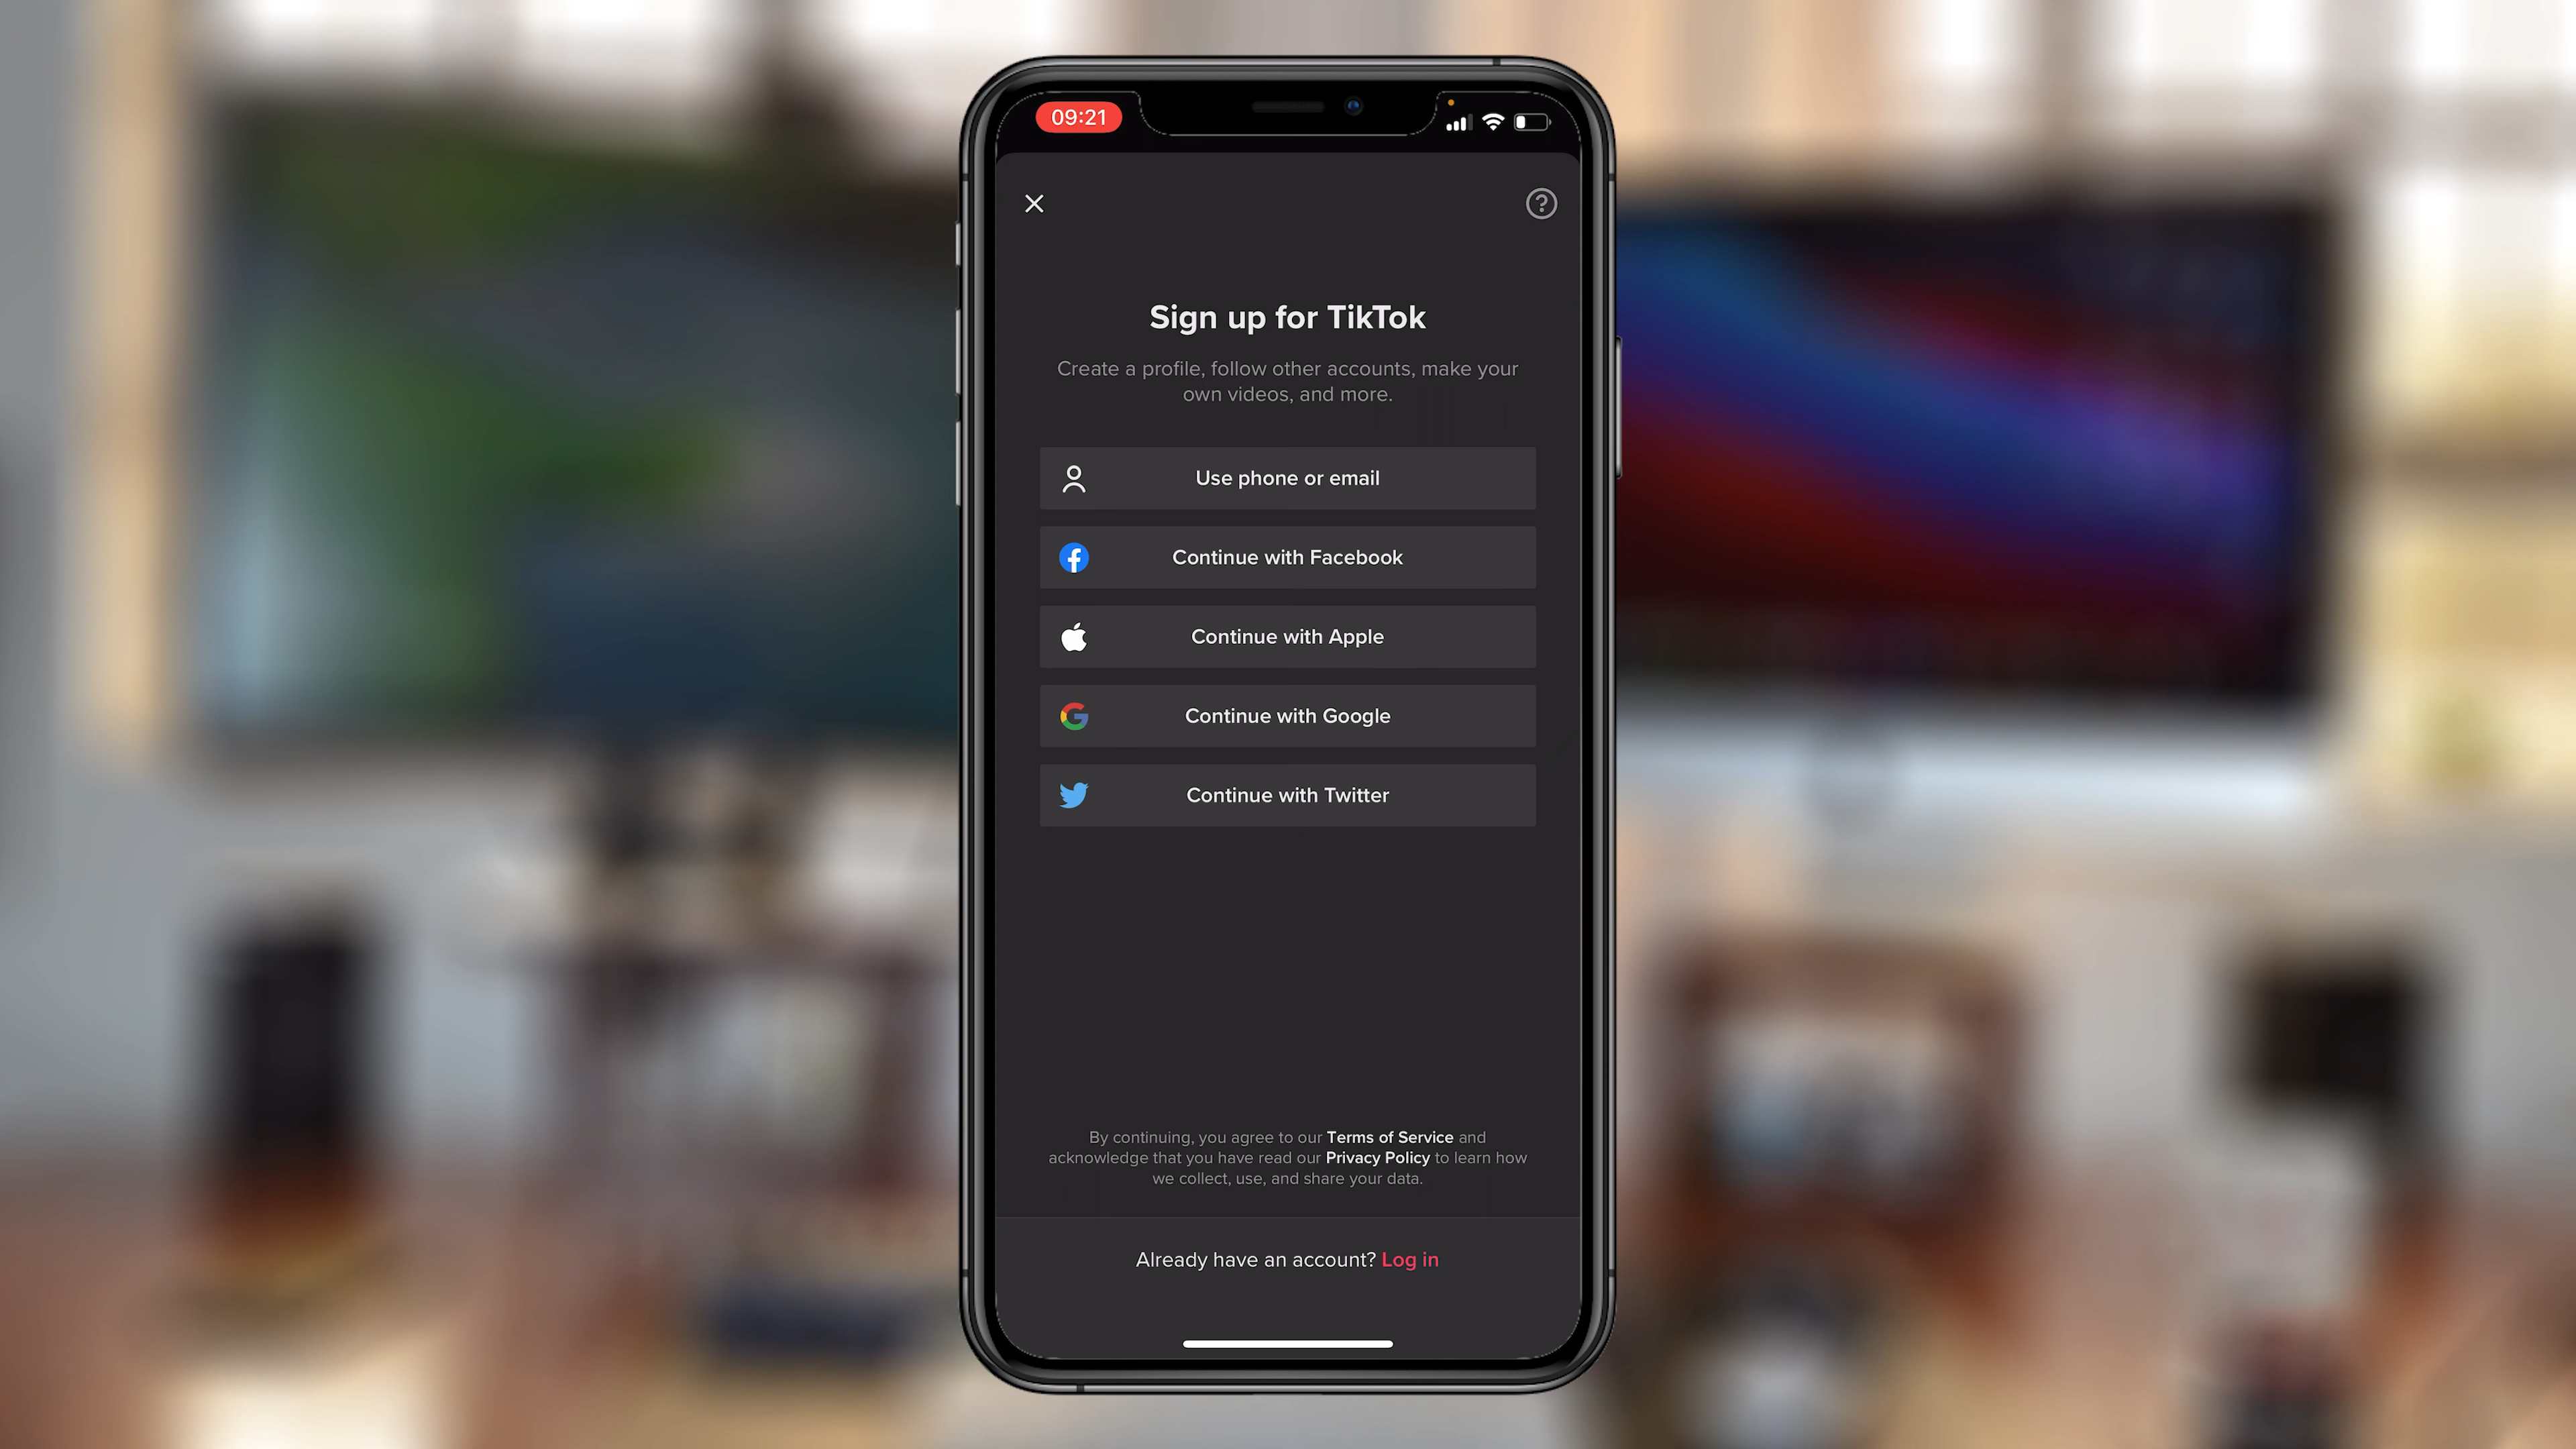 09:21
Sign up for TikTok
Create a profile, follow other accounts, make your
own videos, and more.
Use phone or email
Continue with Facebook
Continue with Apple
Continue with Google
Continue with Twitter
By continuing, you agree to our Terms of Service and
acknowledge that you have read our Privacy Policy to learn how
we collect, use, and share your data.
Already have an account? Log in